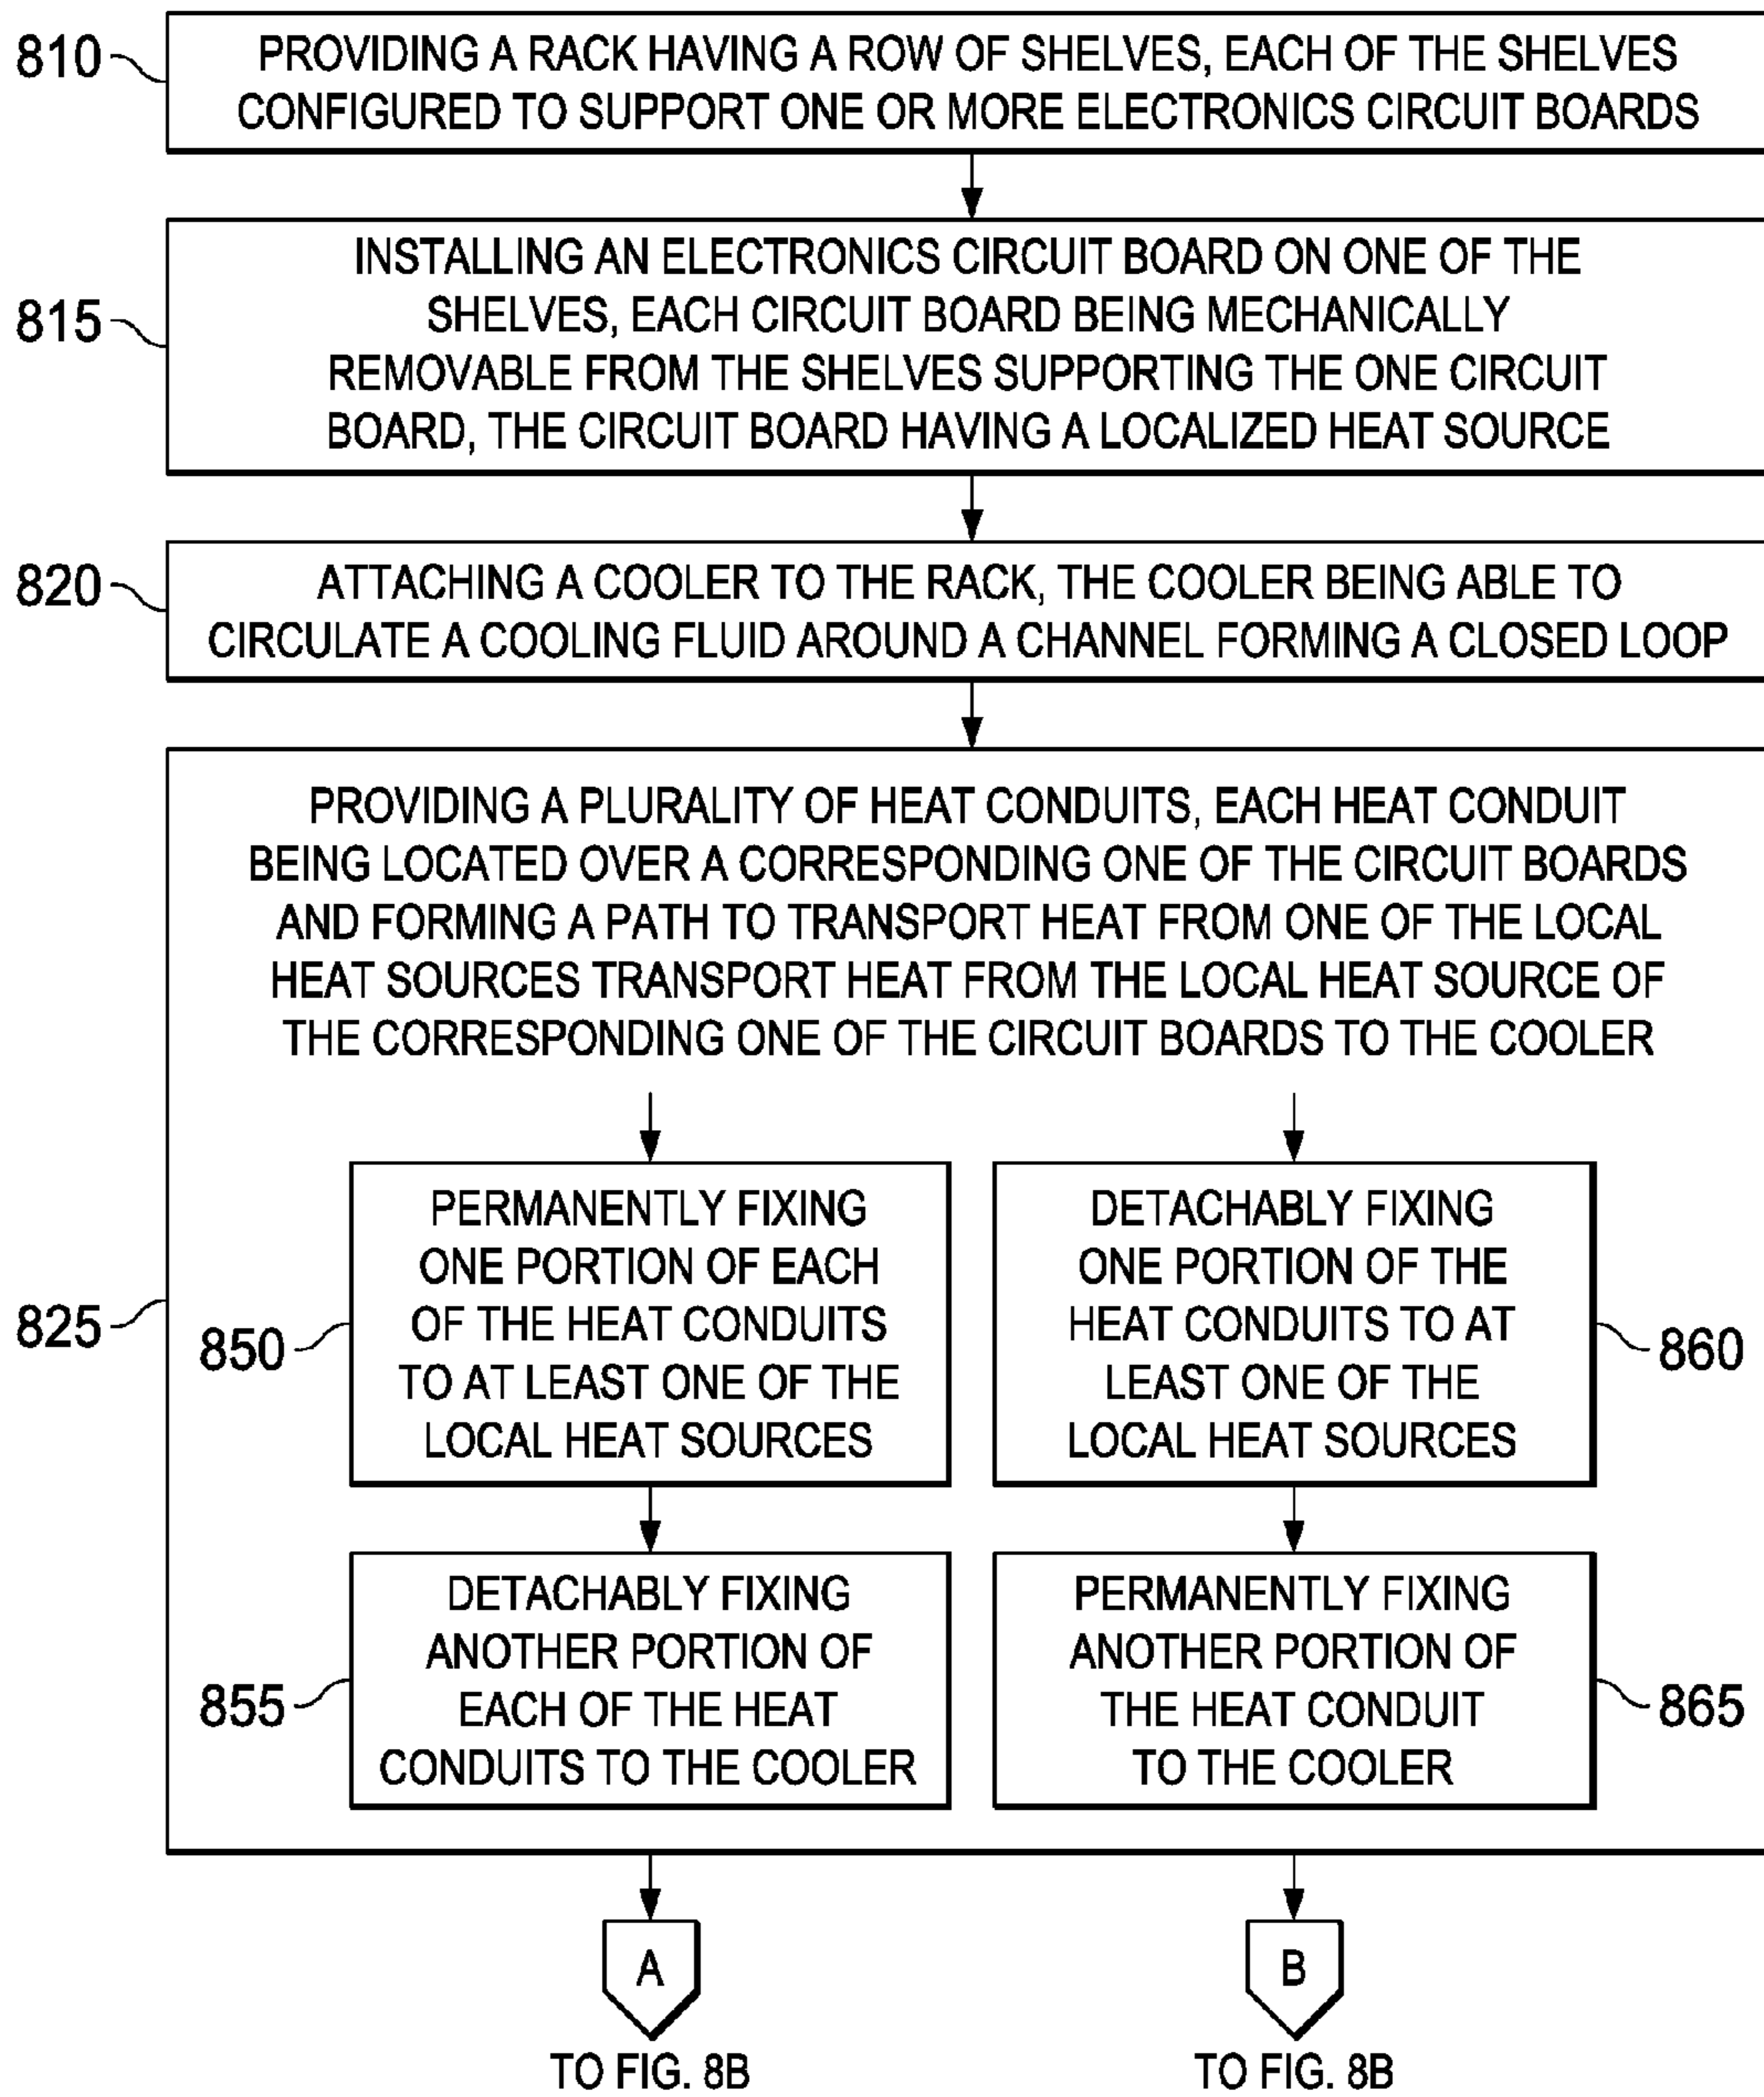 810
PROVIDING A RACK HAVING A ROW OF SHELVES, EACH OF THE SHELVES
CONFIGURED TO SUPPORT ONE OR MORE ELECTRONICS CIRCUIT BOARDS
815
INSTALLING AN ELECTRONICS CIRCUIT BOARD ON ONE OF THE
SHELVES, EACH CIRCUIT BOARD BEING MECHANICALLY
REMOVABLE FROM THE SHELVES SUPPORTING THE ONE CIRCUIT
BOARD, THE CIRCUIT BOARD HAVING A LOCALIZED HEAT SOURCE
820
ATTACHING A COOLER TO THE RACK, THE COOLER BEING ABLE TO
CIRCULATE A COOLING FLUID AROUND A CHANNEL FORMING A CLOSED LOOP
825
PROVIDING A PLURALITY OF HEAT CONDUITS, EACH HEAT CONDUIT
BEING LOCATED OVER A CORRESPONDING ONE OF THE CIRCUIT BOARDS
AND FORMING A PATH TO TRANSPORT HEAT FROM ONE OF THE LOCAL
HEAT SOURCES TRANSPORT HEAT FROM THE LOCAL HEAT SOURCE OF
THE CORRESPONDING ONE OF THE CIRCUIT BOARDS TO THE COOLER
850
PERMANENTLY FIXING
ONE PORTION OF EACH
OF THE HEAT CONDUITS
TO AT LEAST ONE OF THE
LOCAL HEAT SOURCES
855
DETACHABLY FIXING
ANOTHER PORTION OF
EACH OF THE HEAT
CONDUITS TO THE COOLER
860
DETACHABLY FIXING
ONE PORTION OF THE
HEAT CONDUITS TO AT
LEAST ONE OF THE
LOCAL HEAT SOURCES
865
PERMANENTLY FIXING
ANOTHER PORTION OF
THE HEAT CONDUIT
TO THE COOLER
A
TO FIG. 8B
B
TO FIG. 8B